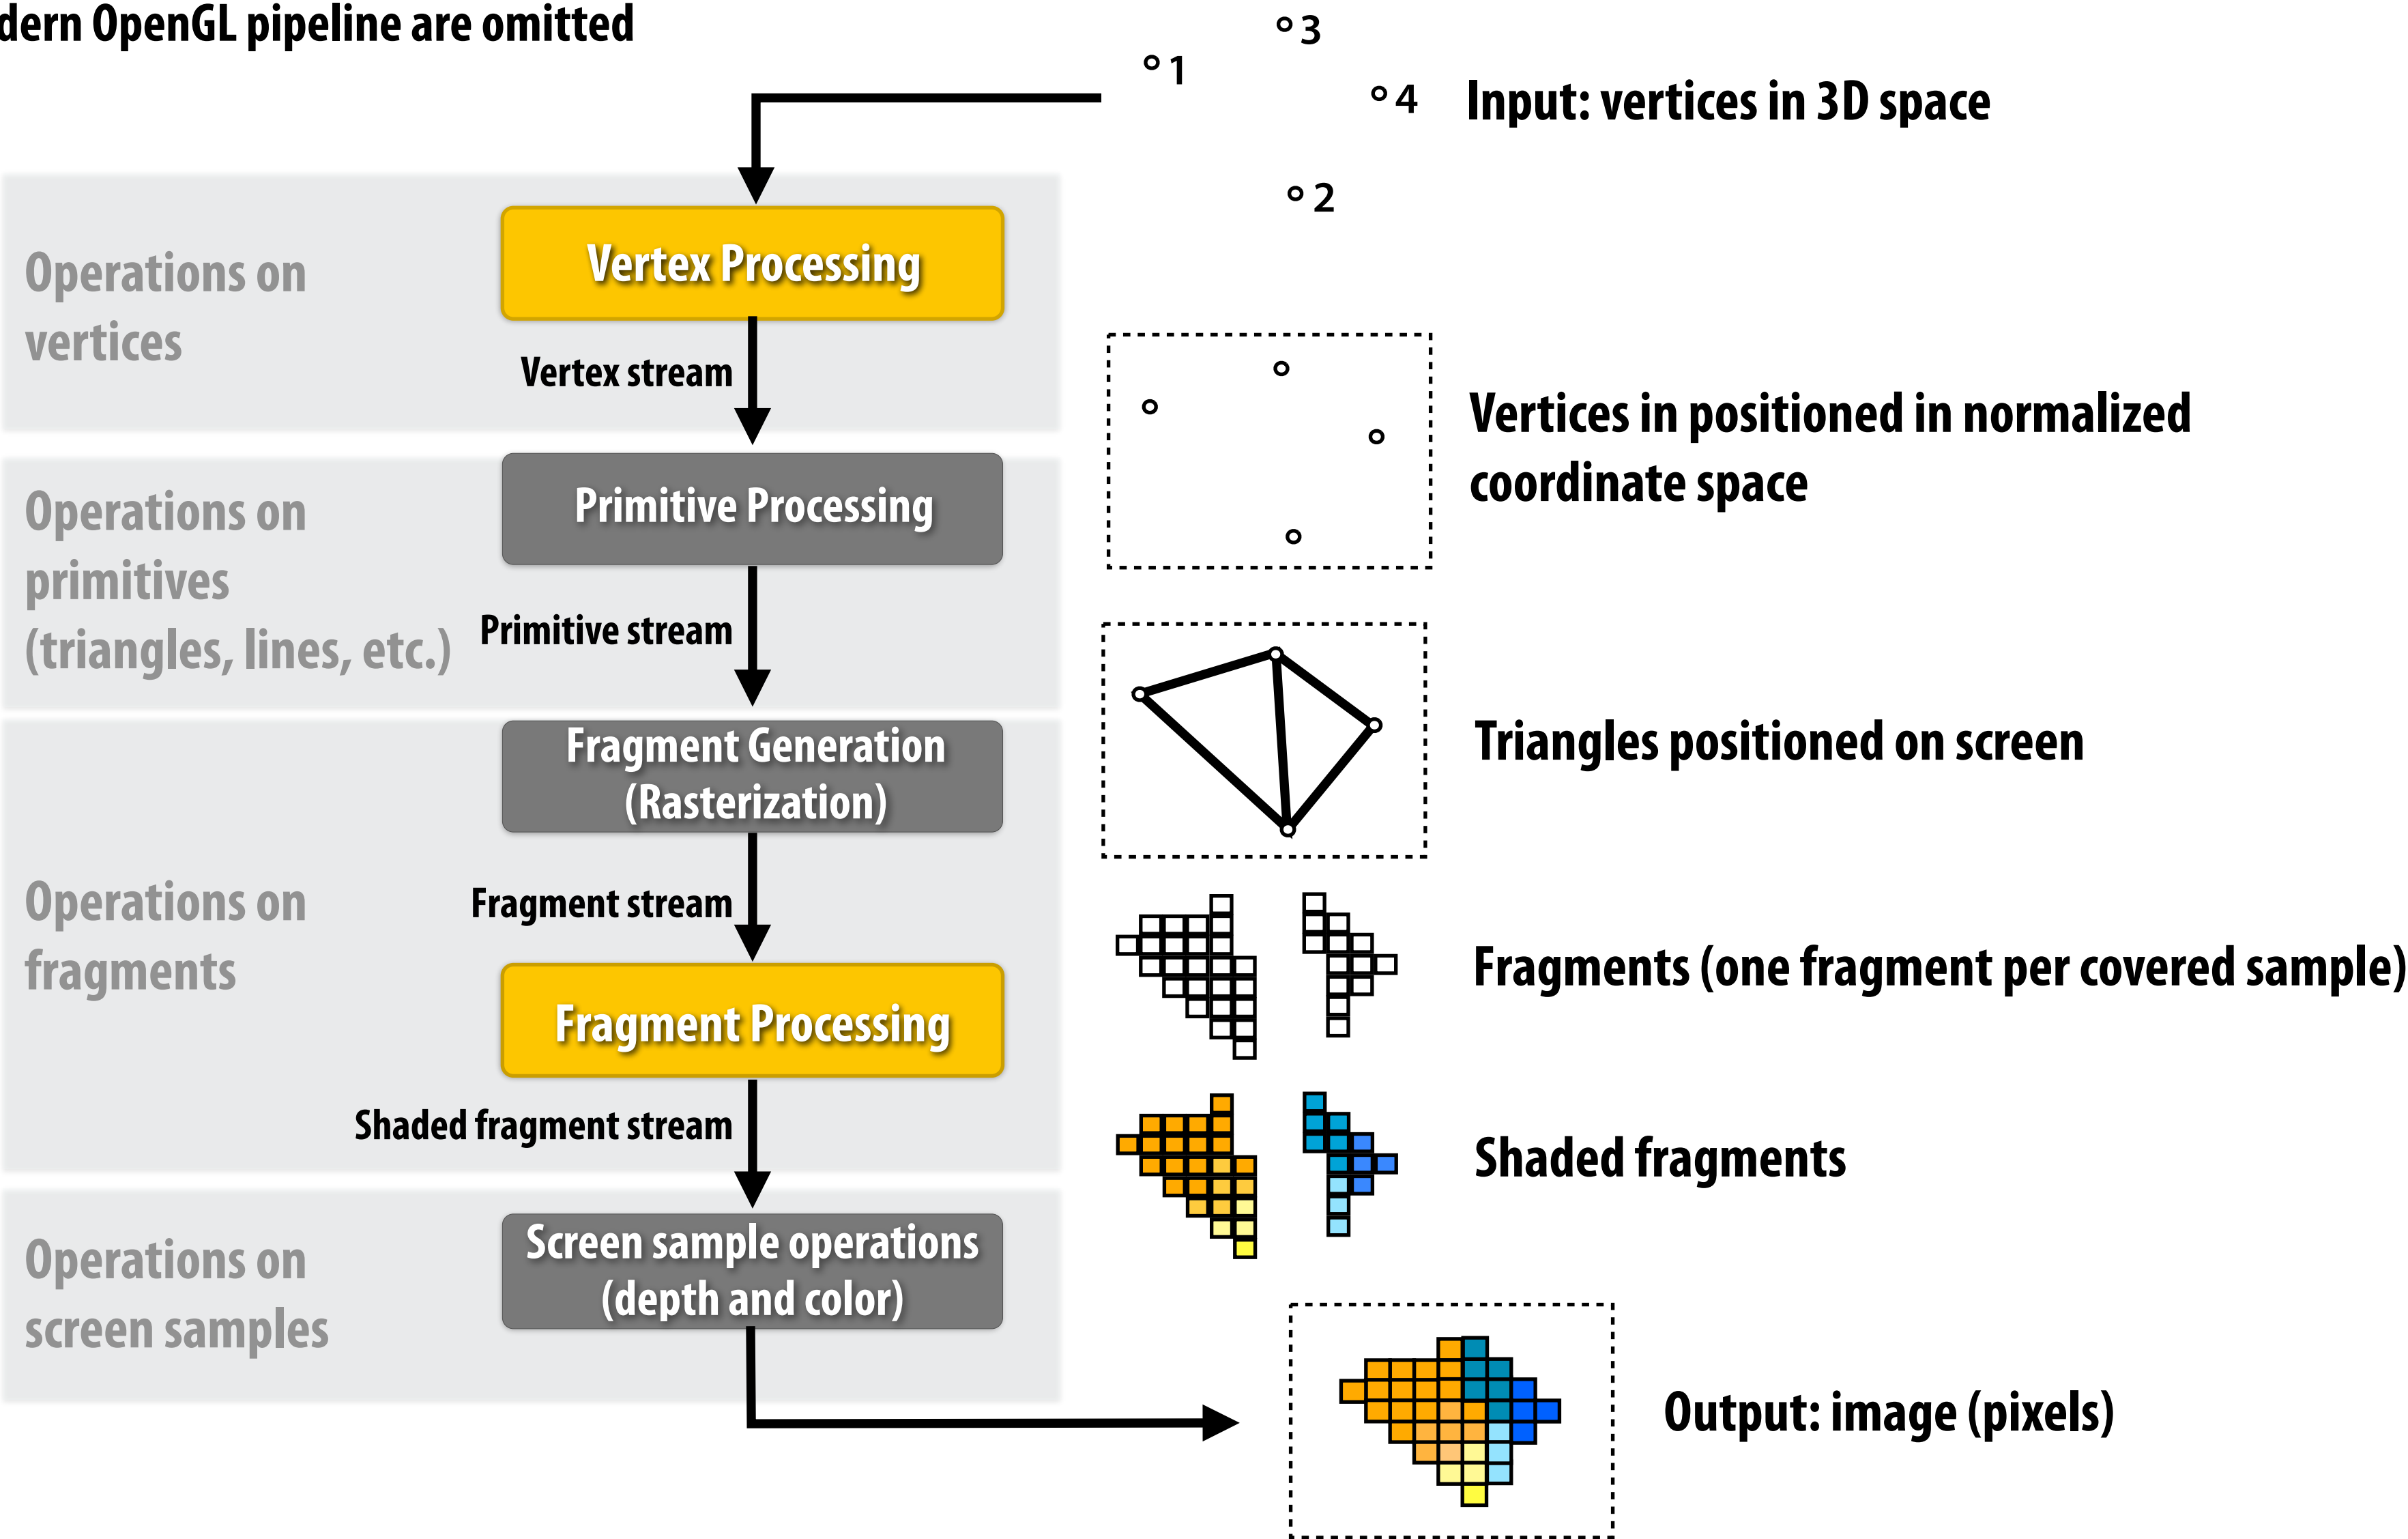 OpenGL pipeline are omitted
3
1
4
Input: vertices in 3D space
2
Operations on
vertices
Vertex Processing
Vertex stream
Vertices in positioned in normalized
coordinate space
Operations on
primitives
(triangles, lines, etc.)
Primitive Processing
Primitive stream
Triangles positioned on screen
Operations on
fragments
Fragment Generation
(Rasterization)
Fragment stream
Fragments (one fragment per covered sample)
Fragment Processing
Shaded fragment stream
Shaded fragments
Operations on
screen samples
Screen sample operations
(depth and color)
Output: image (pixels)